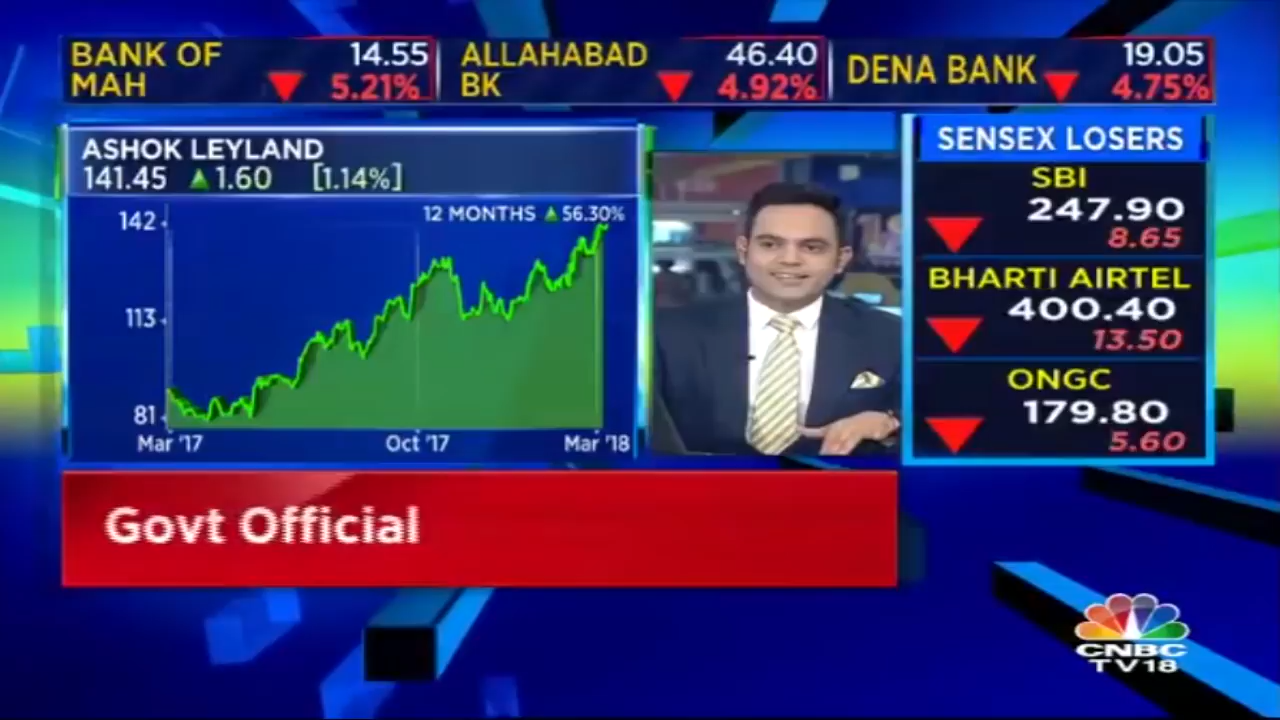 BANK OF MAH 14.55 5.21%
ALLAHABAD BK 46.40 4.92%
DENA BANK 19.05 4.75%
ASHOK LEYLAND
141.45 1.60 [1.14%]
12 MONTHS 56.30%
142
113
81
Mar '17 Oct '17 Mar '18
SENSEX LOSERS
SBI
247.90
8.65
BHARTI AIRTEL
400.40
13.50
ONGC
179.80
5.60
Govt Official
CNBC
TV18